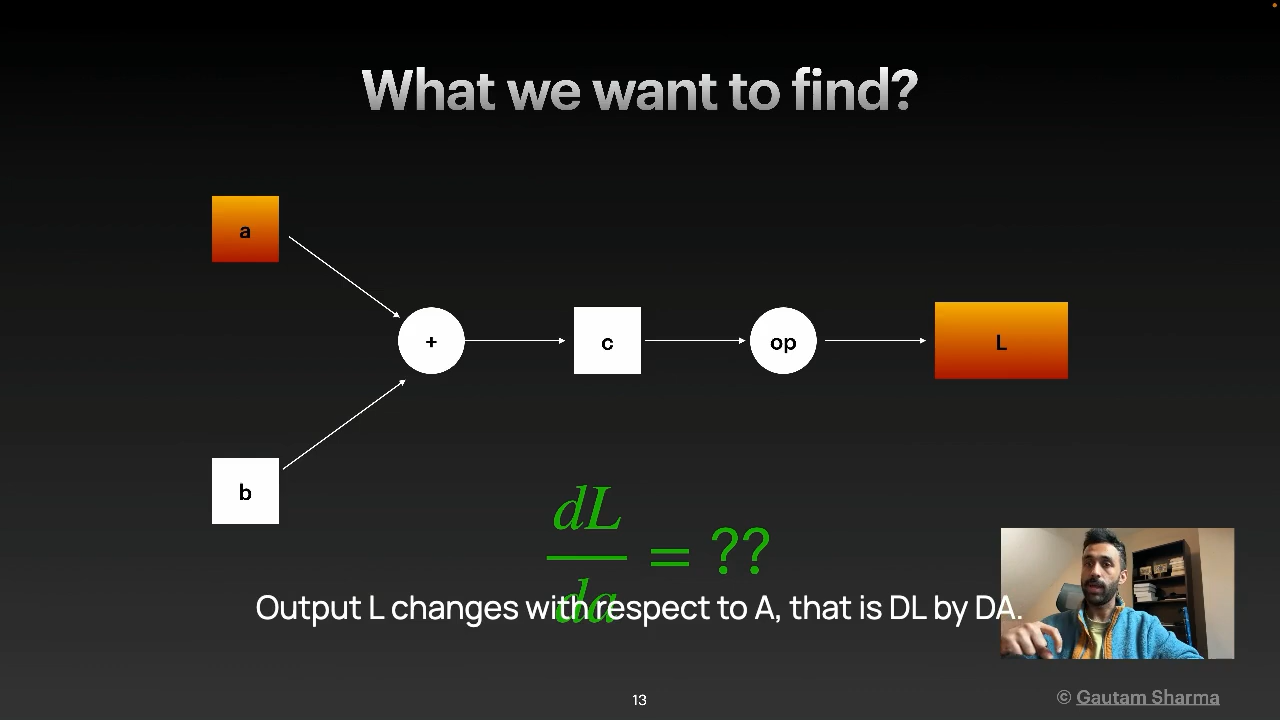 What we want to find?
a
+
c
op
L
b
dL
= ??
da
Output L changes with respect to A, that is DL by DA.
13
© Gautam Sharma